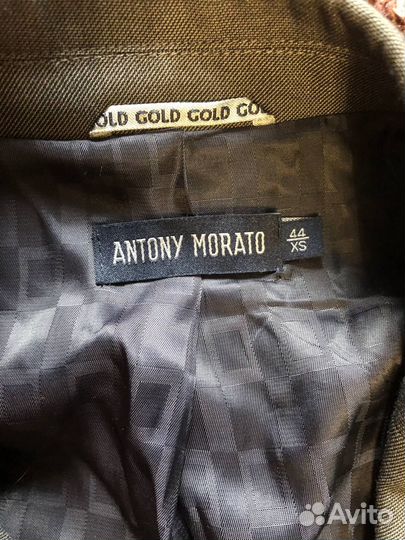 OLD GOLD GOLD GO
ANTONY MORATO
44
XS
Avito